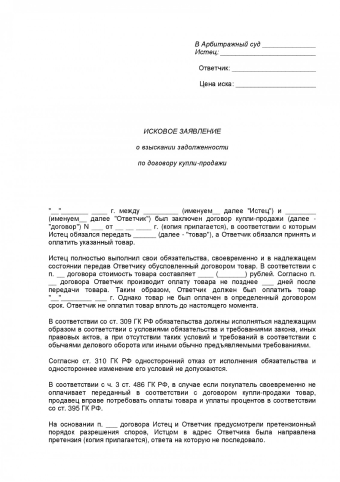 В Арбитражный суд ________________
Истец: ____________________
Ответчик: _________________________
Цена иска: ________________________
ИСКОВОЕ ЗАЯВЛЕНИЕ
о взыскании задолженности
по договору купли-продажи
"__"________ ____ г. между __________ (именуем__ далее "Истец") и ________
(именуем__ далее "Ответчик") был заключен договор купли-продажи (далее -
"договор") N ___ от __ __ ____ г. (копия прилагается), в соответствии с которым
Истец обязался передать ______ (далее - "товар"), а Ответчик обязался принять и
оплатить указанный товар.
Истец полностью выполнил свои обязательства, своевременно и в надлежащем
состоянии передав Ответчику обусловленный договором товар. В соответствии с
п. __ договора стоимость товара составляет ____ (_______) рублей. Согласно п.
__ договора Ответчик производит оплату товара не позднее ___ дней после
передачи товара. Таким образом, Ответчик должен был оплатить товар
"__"________ ___ г. Однако товар не был оплачен в определенный договором
срок. Ответчик не оплатил товар вплоть до настоящего момента.
В соответствии со ст. 309 ГК РФ обязательства должны исполняться надлежащим
образом в соответствии с условиями обязательства и требованиями закона, иных
правовых актов, а при отсутствии таких условий и требований в соответствии с
обычаями делового оборота или иными обычно предъявляемыми требованиями.
Согласно ст. 310 ГК РФ односторонний отказ от исполнения обязательства и
одностороннее изменение его условий не допускаются.
В соответствии с ч. 3 ст. 486 ГК РФ, в случае если покупатель своевременно не
оплачивает переданный в соответствии с договором купли-продажи товар,
продавец вправе потребовать оплаты товара и уплаты процентов в соответствии
со ст. 395 ГК РФ.
На основании п. ___ договора Истец и Ответчик предусмотрели претензионный
порядок разрешения споров, Истцом в адрес Ответчика была направлена
претензия (копия прилагается), ответа на которую не последовало.